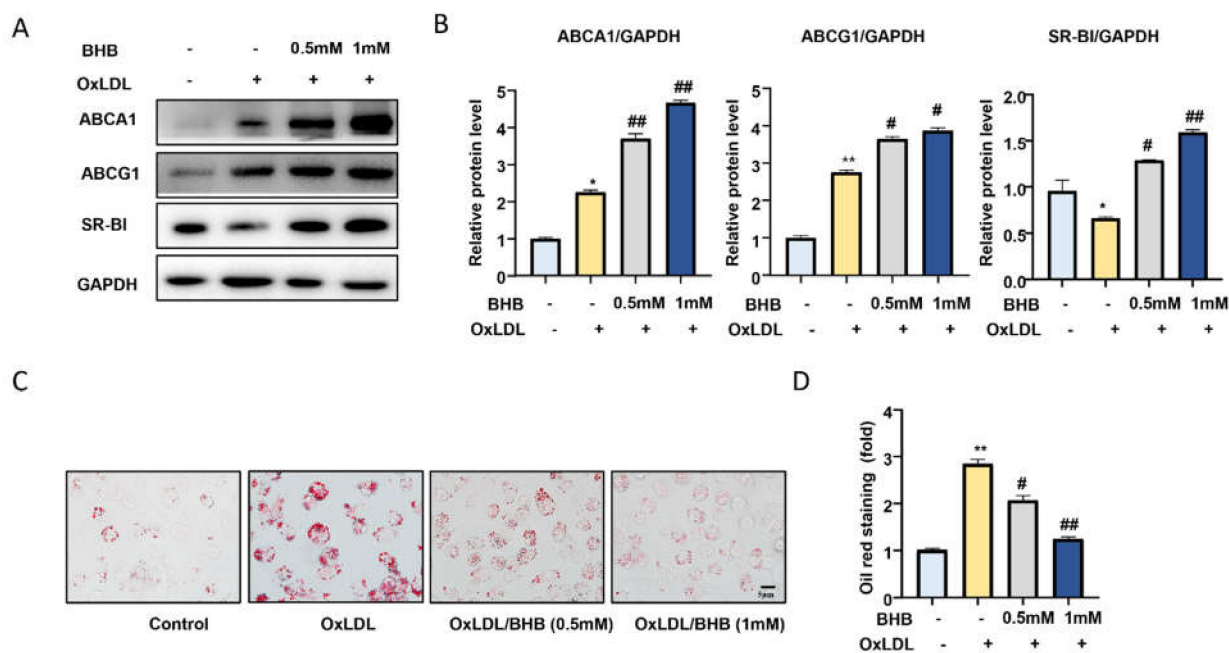 A
BHB - - 0.5mM 1mM
OxLDL - + + +
ABCA1
ABCG1
SR-BI
GAPDH
B
ABCA1/GAPDH
Relative protein level
5
4
3
2
1
0
*
##
##
BHB - - 0.5mM 1mM
OxLDL - + + +
ABCG1/GAPDH
Relative protein level
6
5
4
3
2
1
0
**
#
#
BHB - - 0.5mM 1mM
OxLDL - + + +
SR-BI/GAPDH
Relative protein level
2.0
1.5
1.0
0.5
0.0
*
#
##
BHB - - 0.5mM 1mM
OxLDL - + + +
C
5μm
Control
OxLDL
OxLDL/BHB (0.5mM)
OxLDL/BHB (1mM)
D
Oil red staining (fold)
4
3
2
1
0
**
#
##
BHB - - 0.5mM 1mM
OxLDL - + + +